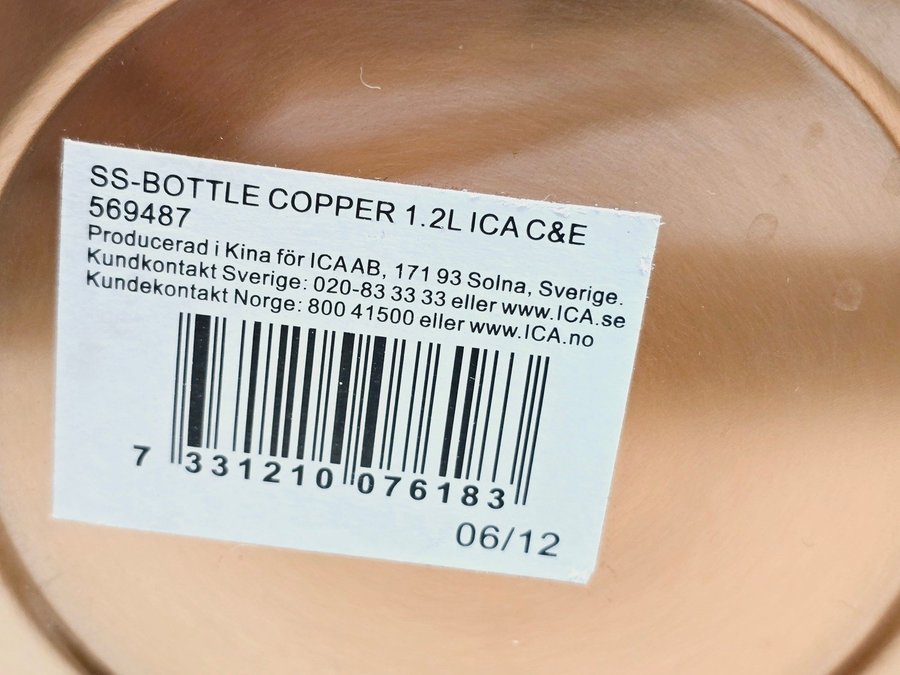 SS-BOTTLE COPPER 1.2L ICA C&E
569487
Producerad i Kina för ICA AB, 171 93 Solna, Sverige.
Kundkontakt Sverige: 020-83 33 33 eller www.ICA.se
Kundekontakt Norge: 800 41500 eller www.ICA.no
7 331210 076183
06/12